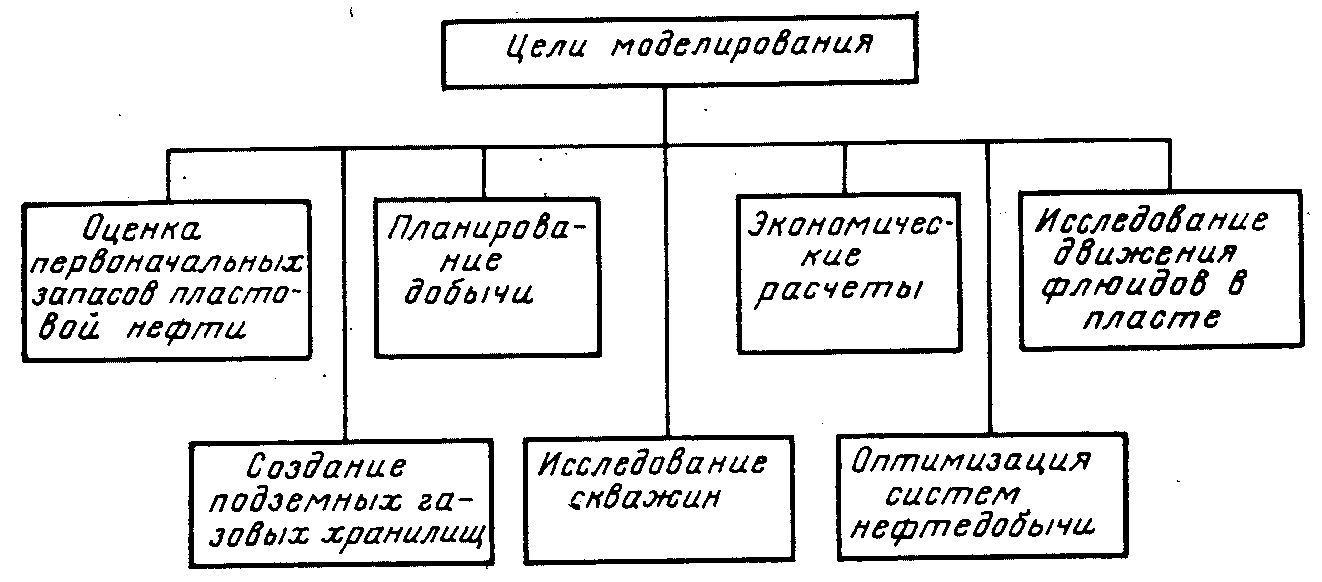 Цели моделирования
Оценка
первоначальных
запасов пласто-
вой нефти
Планирова-
ние
добычи
Экономичес-
кие
расчеты
Исследование
движения
флюидов в
пласте
Создание
подземных га-
зовых хранилищ
Исследование
скважин
Оптимизация
систем
нефтедобычи